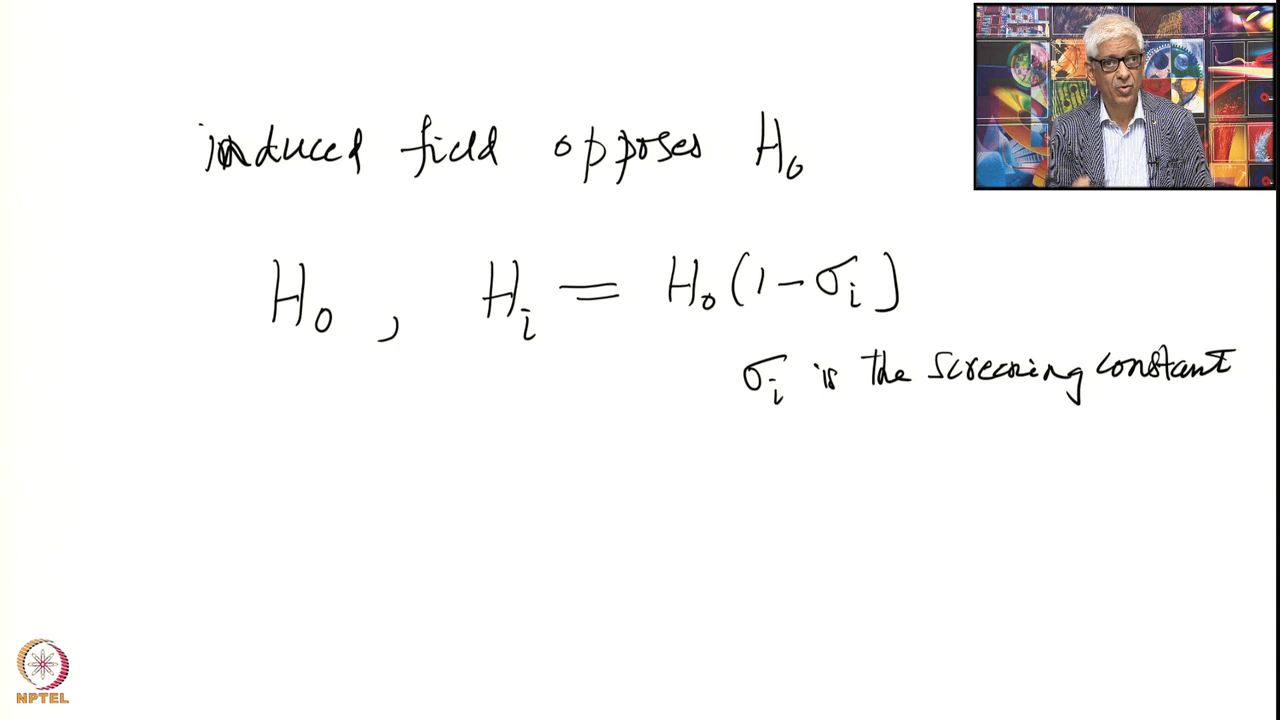 induced field opposes H₀
H₀ , Hᵢ = H₀(1-σᵢ)
σᵢ is the screening constant
NPTEL